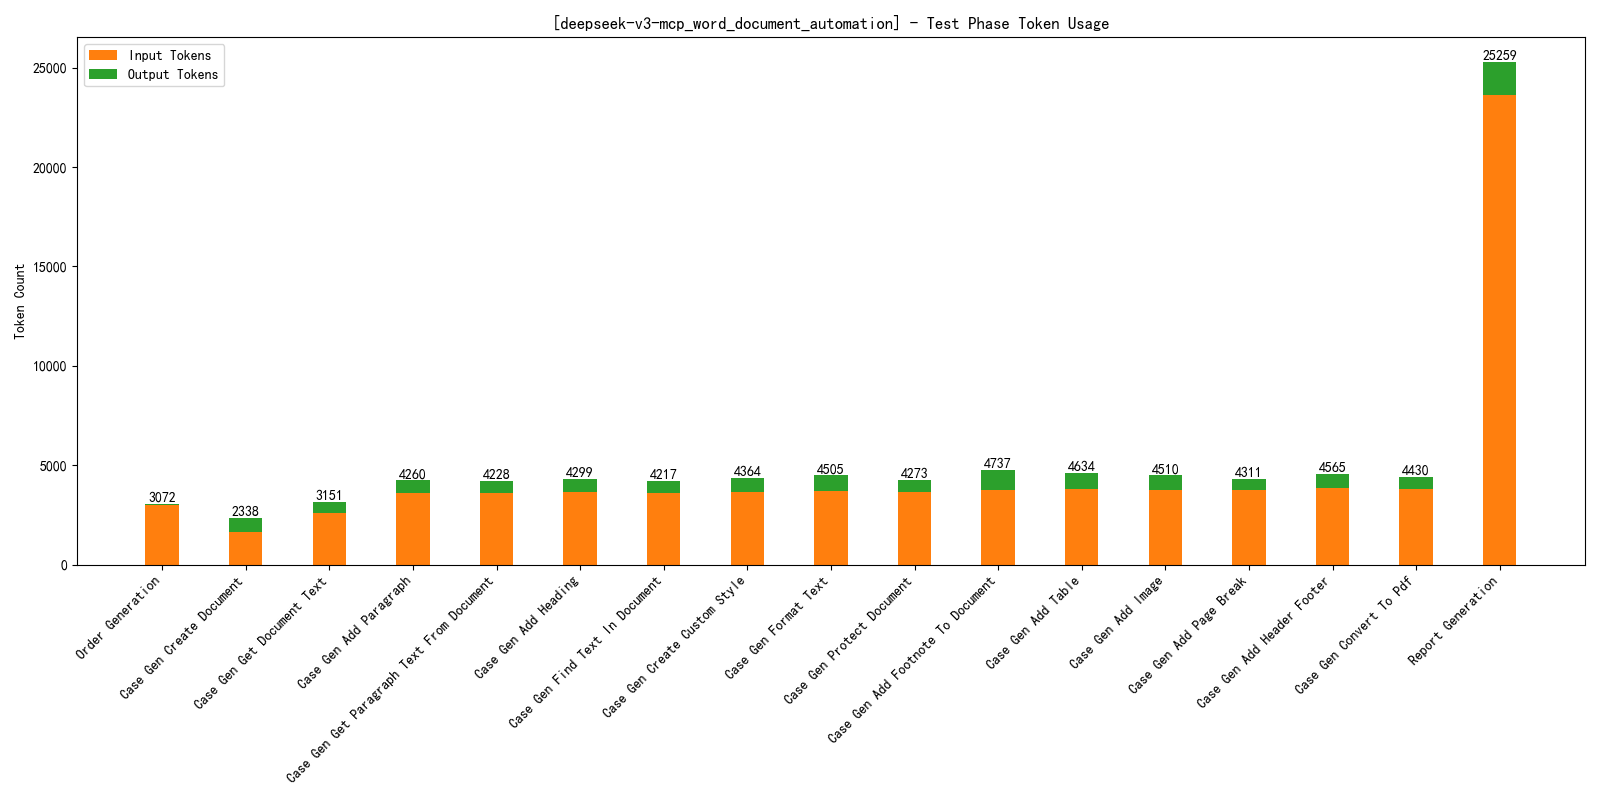 [deepseek-v3-mcp_word_document_automation] - Test Phase Token Usage
Input Tokens
Output Tokens
Token Count
25000
20000
15000
10000
5000
0
3072
2338
3151
4260
4228
4299
4217
4364
4505
4273
4737
4634
4510
4311
4565
4430
25259
Order Generation
Case Gen Create Document
Case Gen Get Document Text
Case Gen Add Paragraph
Case Gen Get Paragraph Text From Document
Case Gen Add Heading
Case Gen Find Text In Document
Case Gen Create Custom Style
Case Gen Format Text
Case Gen Protect Document
Case Gen Add Footnote To Document
Case Gen Add Table
Case Gen Add Image
Case Gen Add Page Break
Case Gen Add Header Footer
Case Gen Convert To Pdf
Report Generation